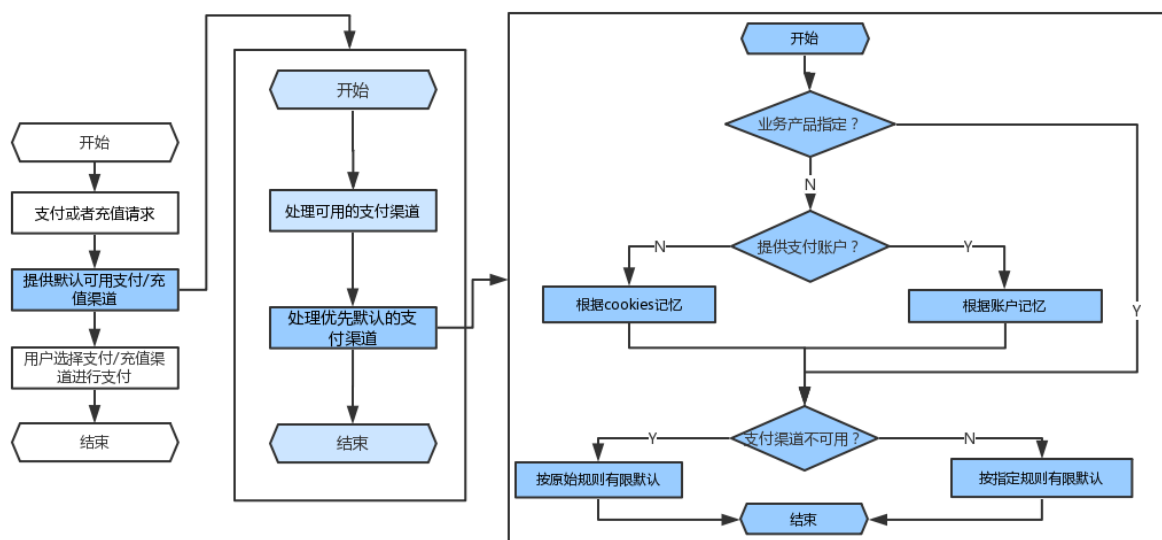 开始
支付或者充值请求
提供默认可用支付/充
值渠道
用户选择支付/充值渠
道进行支付
结束
开始
处理可用的支付渠道
处理优先默认的支
付渠道
结束
开始
业务产品指定？
N
Y
提供支付账户？
N
Y
根据cookies记忆
根据账户记忆
支付渠道不可用？
Y
N
按原始规则有限默认
按指定规则有限默认
结束